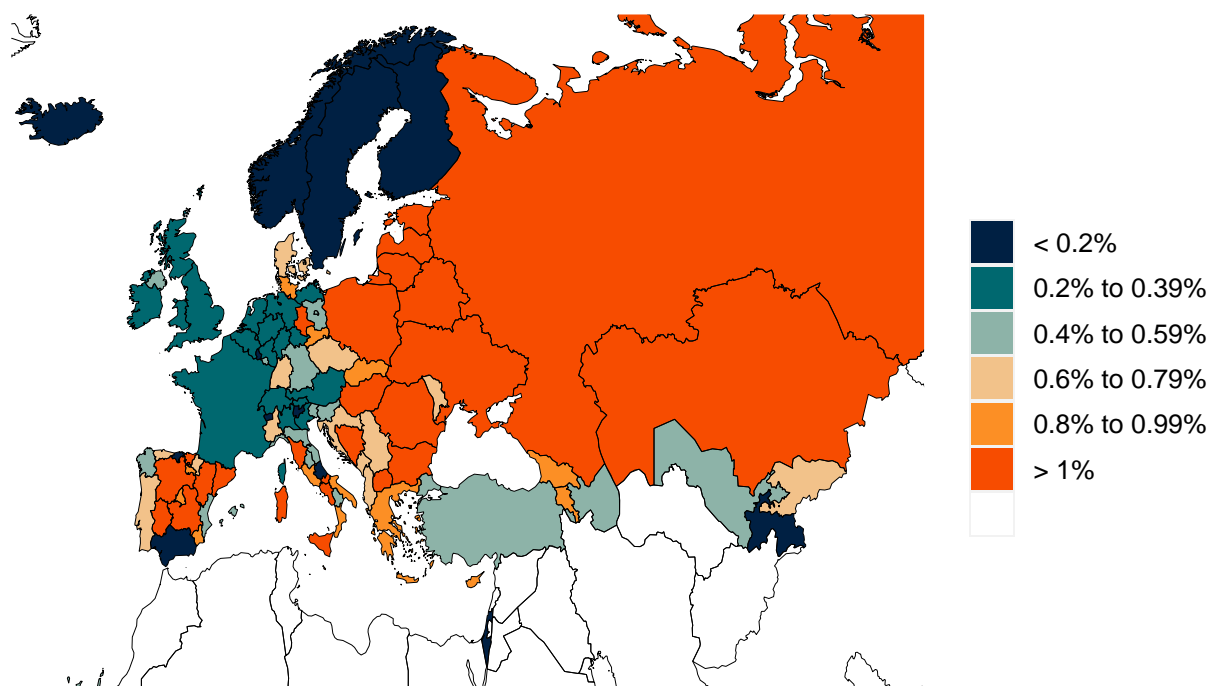 < 0.2%
0.2% to 0.39%
0.4% to 0.59%
0.6% to 0.79%
0.8% to 0.99%
> 1%